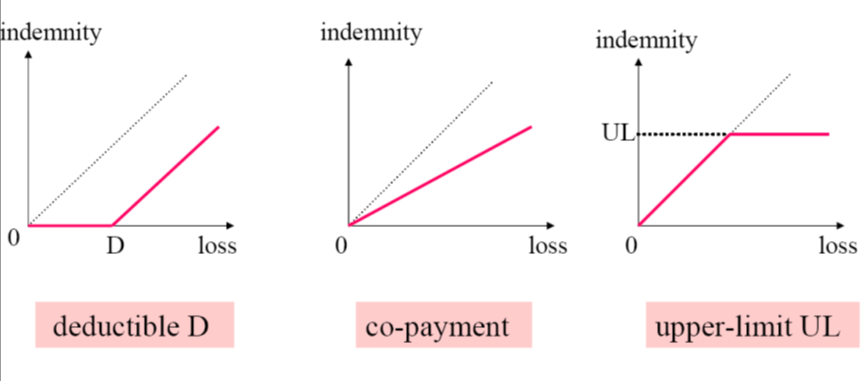 indemnity
0
D
loss
deductible D
indemnity
0
loss
co-payment
indemnity
UL
0
loss
upper-limit UL